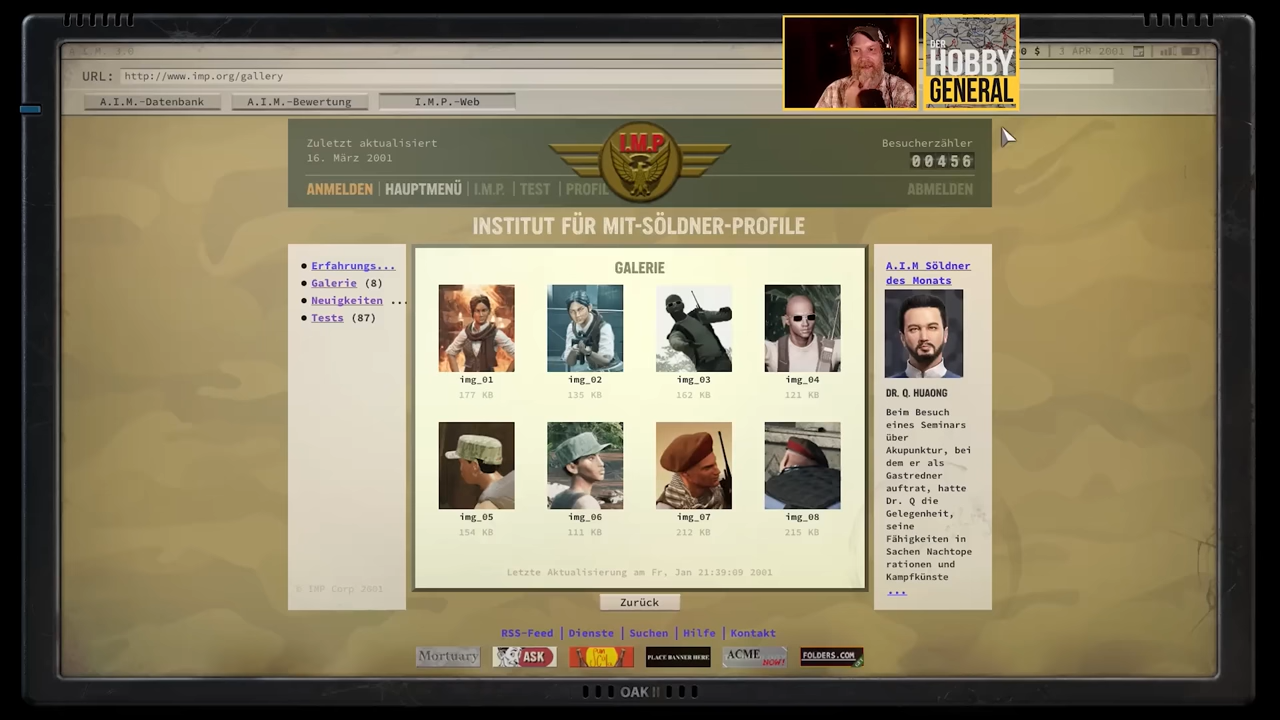 A.I.M. 3.0
0 $ | 3 APR 2001
DER
HOBBY
GENERAL
URL: http://www.imp.org/gallery
A.I.M.-Datenbank
A.I.M.-Bewertung
I.M.P.-Web
Zuletzt aktualisiert
16. März 2001
I.M.P
Besucherzähler
00456
ANMELDEN | HAUPTMENÜ | I.M.P. | TEST | PROFIL
ABMELDEN
INSTITUT FÜR MIT-SÖLDNER-PROFILE
Erfahrungs...
Galerie (8)
Neuigkeiten ...
Tests (87)
© IMP Corp 2001
GALERIE
img_01
img_02
img_03
img_04
177 KB
135 KB
162 KB
121 KB
img_05
img_06
img_07
img_08
154 KB
111 KB
212 KB
215 KB
Letzte Aktualisierung am Fr, Jan 21:39:09 2001
Zurück
A.I.M Söldner
des Monats
DR. Q. HUAONG
Beim Besuch
eines Seminars
über
Akupunktur, bei
dem er als
Gastredner
auftrat, hatte
Dr. Q die
Gelegenheit,
seine
Fähigkeiten in
Sachen Nachtope
rationen und
Kampfkünste
...
RSS-Feed | Dienste | Suchen | Hilfe | Kontakt
Mortuary
ASK
PLACE BANNER HERE
ACME
NOW!
FOLDERS.COM
OAK II